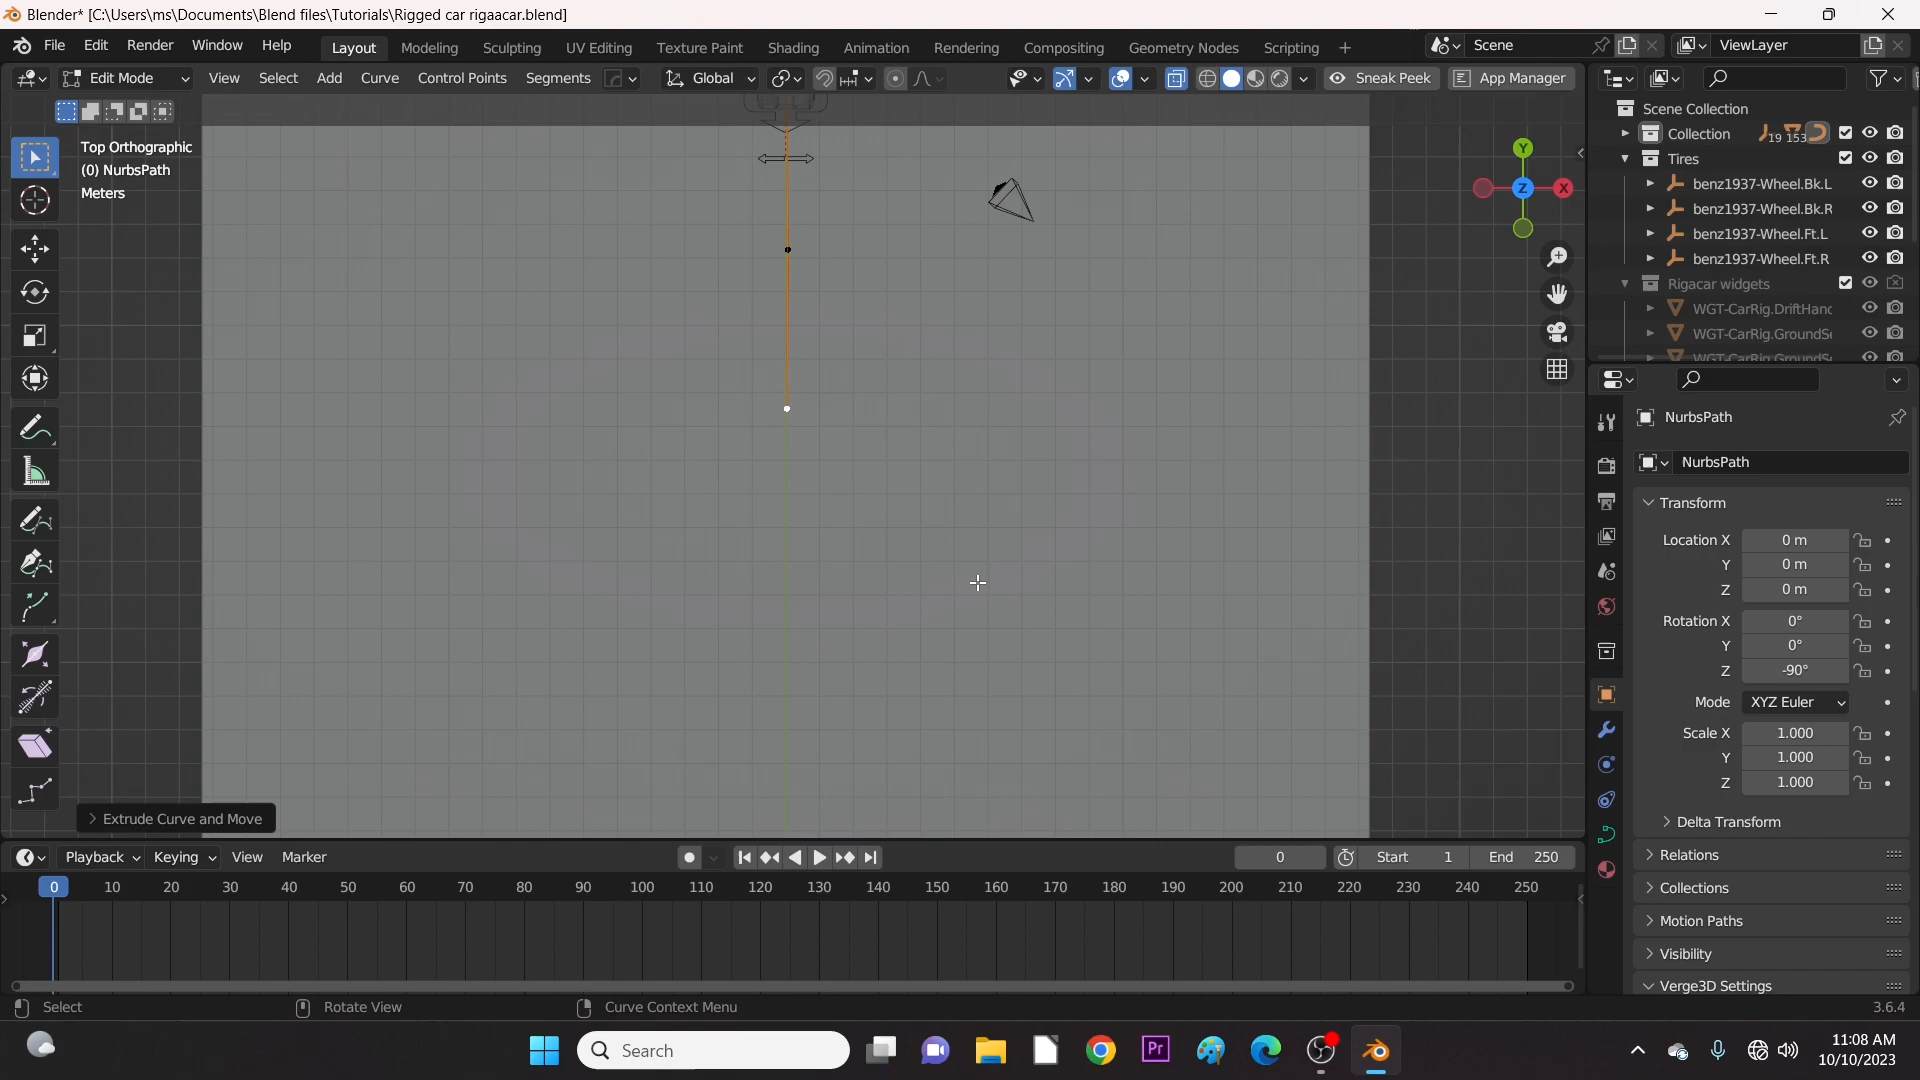 Blender* [C:\Users\ms\Documents\Blend files\Tutorials\Rigged car rigaacar.blend]
File Edit Render Window Help Layout Modeling Sculpting UV Editing Texture Paint Shading Animation Rendering Compositing Geometry Nodes Scripting + Scene ViewLayer
Edit Mode View Select Add Curve Control Points Segments Global Sneak Peek App Manager
Scene Collection
Collection 19 153
Tires
benz1937-Wheel.Bk.L
benz1937-Wheel.Bk.R
benz1937-Wheel.Ft.L
benz1937-Wheel.Ft.R
Rigacar widgets
WGT-CarRig.DriftHanc
WGT-CarRig.GroundSe
WGT-CarRig.GroundSe
Top Orthographic
(0) NurbsPath
Meters
Y
Z X
NurbsPath
NurbsPath
Transform
Location X 0 m
Y 0 m
Z 0 m
Rotation X 0°
Y 0°
Z -90°
Mode XYZ Euler
Scale X 1.000
Y 1.000
Z 1.000
Delta Transform
Relations
Collections
Motion Paths
Visibility
Verge3D Settings
Extrude Curve and Move
Playback Keying View Marker 0 Start 1 End 250
0 10 20 30 40 50 60 70 80 90 100 110 120 130 140 150 160 170 180 190 200 210 220 230 240 250
Select Rotate View Curve Context Menu 3.6.4
Search Pr
11:08 AM
10/10/2023